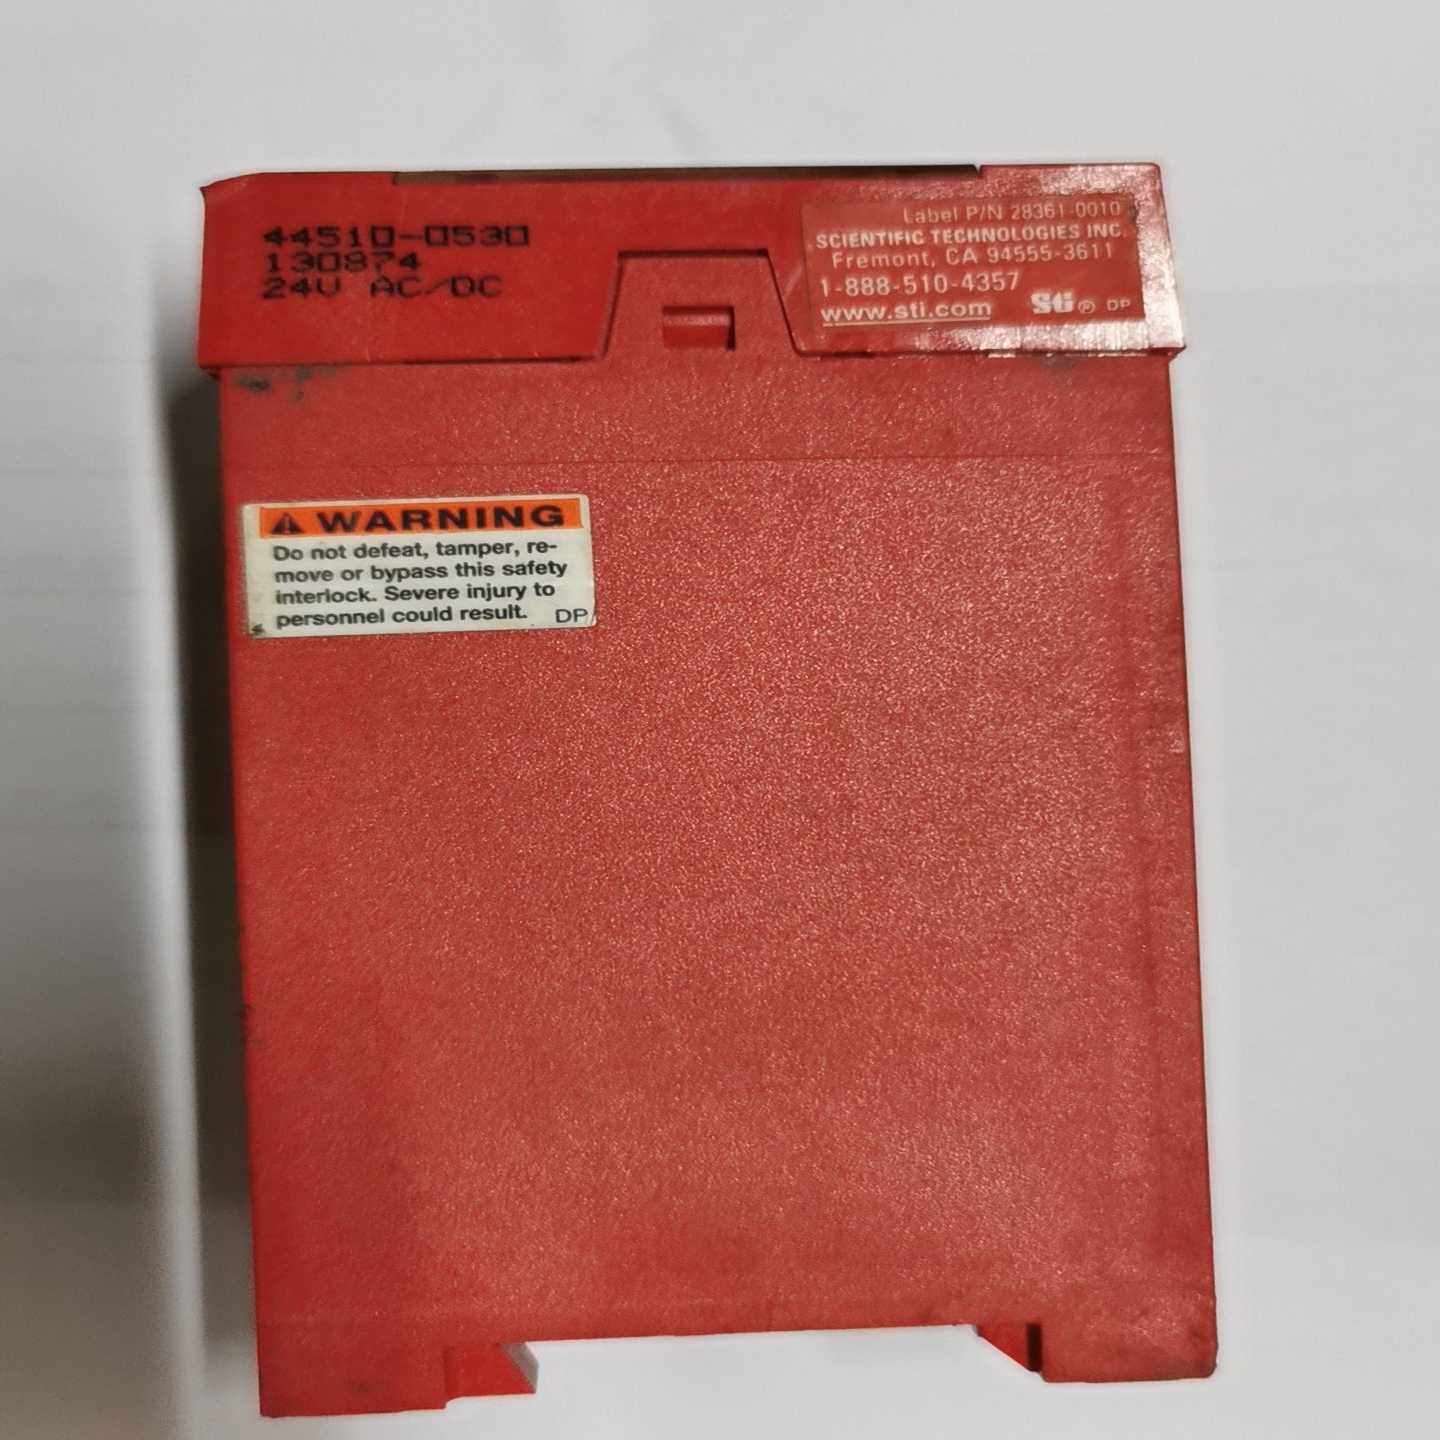 44510-0530
130874
24V AC/DC
Label P/N 28361-0010
SCIENTIFIC TECHNOLOGIES INC.
Fremont, CA 94555-3611
1-888-510-4357
www.sti.com STi® DP
WARNING
Do not defeat, tamper, re-
move or bypass this safety
interlock. Severe injury to
personnel could result. DP